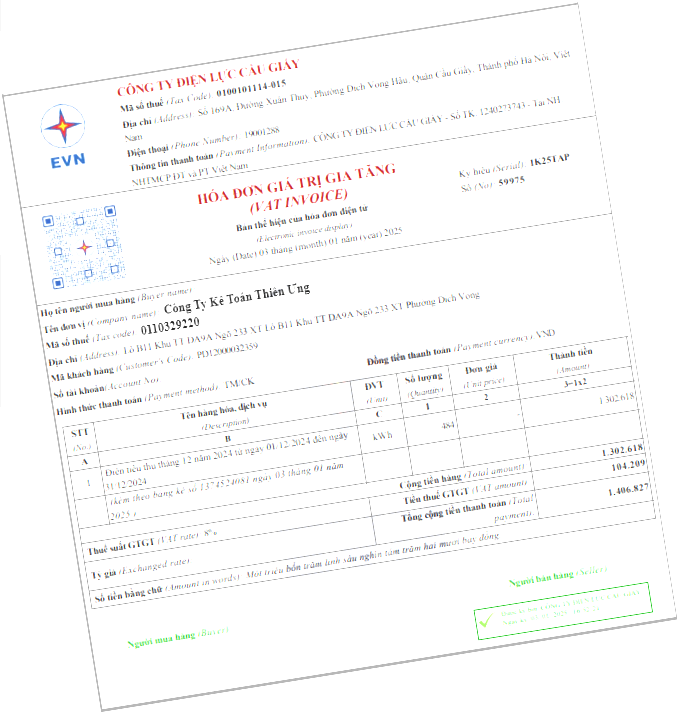 CÔNG TY ĐIỆN LỰC CẦU GIẤY
Mã số thuế (Tax Code): 0100101114-015
Địa chỉ (Address): Số 169A, Đường Xuân Thuỷ, Phường Dịch Vọng Hậu, Quận Cầu Giấy, Thành phố Hà Nội, Việt
Nam
Điện thoại (Phone Number): 19001288
Thông tin thanh toán (Payment Information): CÔNG TY ĐIỆN LỰC CẦU GIẤY - Số TK: 1240273743 - Tại NH
NHTMCP ĐT và PT Việt Nam
EVN
HÓA ĐƠN GIÁ TRỊ GIA TĂNG
(VAT INVOICE)
Ký hiệu (Serial): 1K25TAP
Số (No): 59975
Bản thể hiện của hóa đơn điện tử
(Electronic invoice display)
Ngày (Date) 03 tháng (month) 01 năm (year) 2025
Họ tên người mua hàng (Buyer name):
Tên đơn vị (Company name): Công Ty Kế Toán Thiên Ưng
Mã số thuế (Tax code): 0110329220
Địa chỉ (Address): Lô B11 Khu TT DA9A Ngõ 233 XT Lô B11 Khu TT DA9A Ngõ 233 XT Phường Dịch Vọng
Mã khách hàng (Customer's Code): PD12000032359
Số tài khoản (Account No):
Đồng tiền thanh toán (Payment currency): VND
Hình thức thanh toán (Payment method): TM/CK
STT (No.) Tên hàng hóa, dịch vụ (Description) ĐVT (Unit) Số lượng (Quantity) Đơn giá (Unit price) Thành tiền (Amount)
A B C 1 2 3=1x2
1 Điện tiêu thụ tháng 12 năm 2024 từ ngày 01/12/2024 đến ngày kWh 484 1.302.618
31/12/2024
(kèm theo bảng kê số 1374524081 ngày 03 tháng 01 năm
2025)
Cộng tiền hàng (Total amount): 1.302.618
Thuế suất GTGT (VAT rate): 8% Tiền thuế GTGT (VAT amount): 104.209
Tổng cộng tiền thanh toán (Total payment): 1.406.827
Tỷ giá (Exchanged rate):
Số tiền bằng chữ (Amount in words): Một triệu bốn trăm linh sáu nghìn tám trăm hai mươi bảy đồng
Người mua hàng (Buyer)
Người bán hàng (Seller)